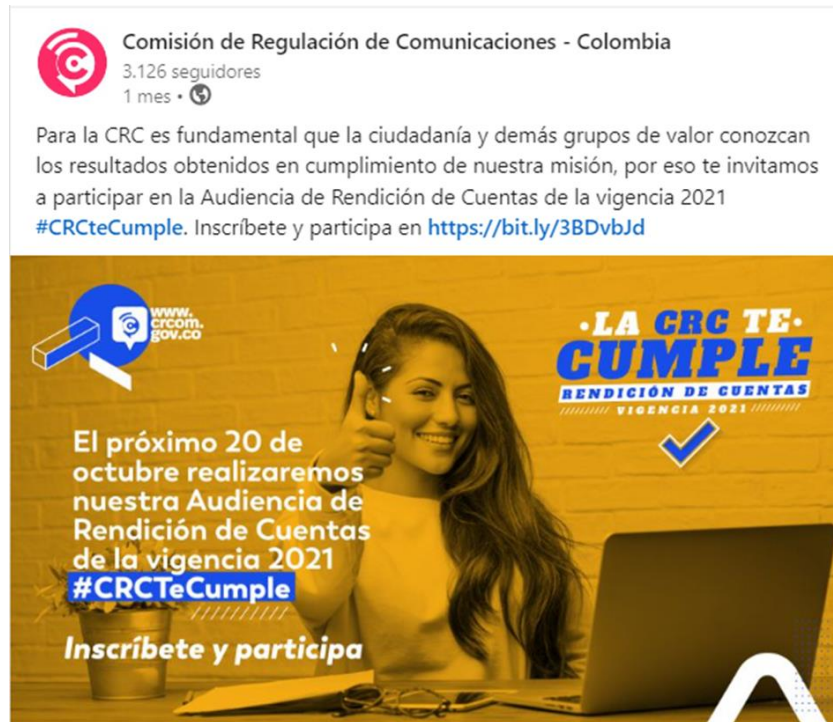 Comisión de Regulación de Comunicaciones - Colombia
3.126 seguidores
1 mes •
Para la CRC es fundamental que la ciudadanía y demás grupos de valor conozcan
los resultados obtenidos en cumplimiento de nuestra misión, por eso te invitamos
a participar en la Audiencia de Rendición de Cuentas de la vigencia 2021
#CRCteCumple. Inscríbete y participa en https://bit.ly/3BDvbJd
www.
crcom.
gov.co
•LA CRC TE•
CUMPLE
RENDICIÓN DE CUENTAS
////////// VIGENCIA 2021 //////////
El próximo 20 de
octubre realizaremos
nuestra Audiencia de
Rendición de Cuentas
de la vigencia 2021
#CRCTeCumple
Inscríbete y participa